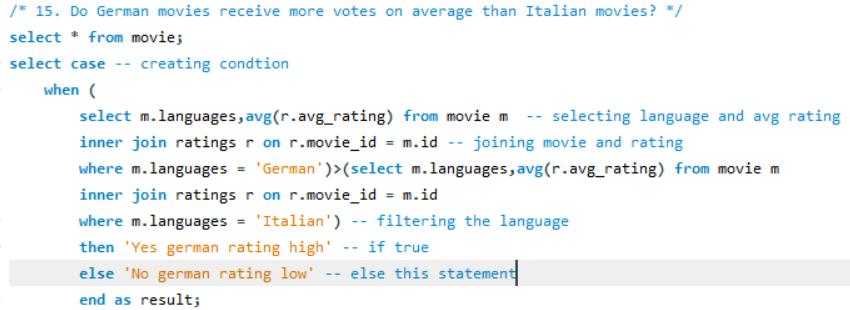 /* 15. Do German movies receive more votes on average than Italian movies? */
select * from movie;
select case -- creating condtion
when (
select m.languages,avg(r.avg_rating) from movie m  -- selecting language and avg rating
inner join ratings r on r.movie_id = m.id -- joining movie and rating
where m.languages = 'German')>(select m.languages,avg(r.avg_rating) from movie m
inner join ratings r on r.movie_id = m.id
where m.languages = 'Italian') -- filtering the language
then 'Yes german rating high' -- if true
else 'No german rating low' -- else this statement
end as result;